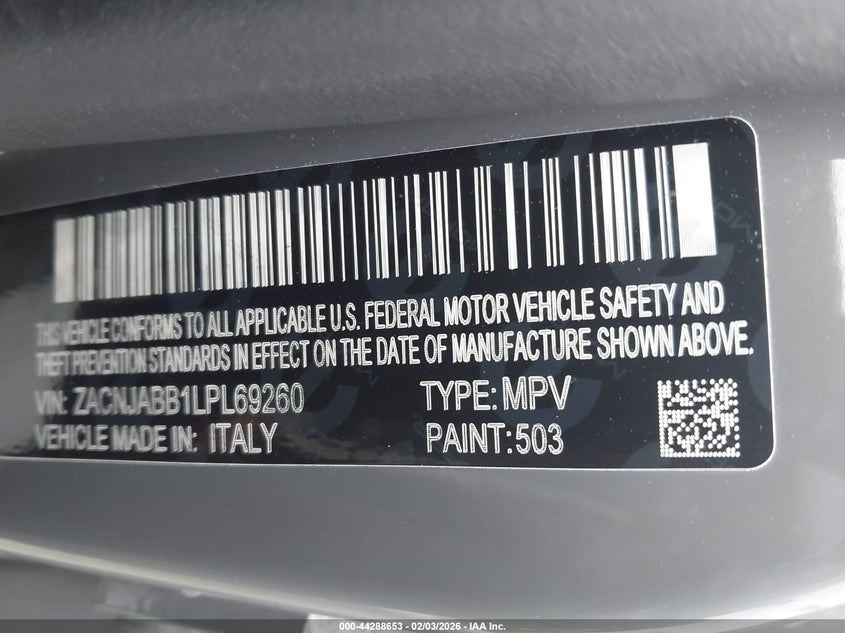 THIS VEHICLE CONFORMS TO ALL APPLICABLE U.S. FEDERAL MOTOR VEHICLE SAFETY AND
THEFT PREVENTION STANDARDS IN EFFECT ON THE DATE OF MANUFACTURE SHOWN ABOVE.
VIN: ZACNJABB1LPL69260 TYPE: MPV
VEHICLE MADE IN: ITALY PAINT: 503
000-44288653 - 02/03/2026 - IAA Inc.